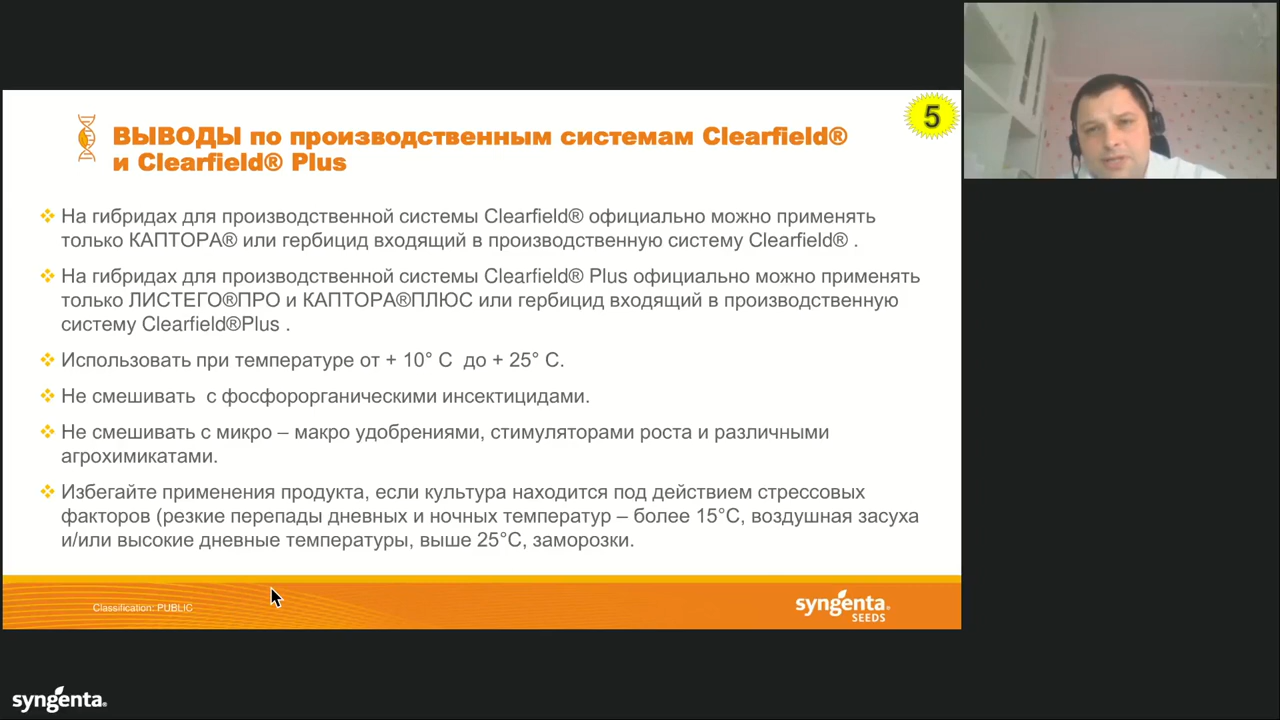 5
ВЫВОДЫ по производственным системам Clearfield®
и Clearfield® Plus
На гибридах для производственной системы Clearfield® официально можно применять
только КАПТОРА® или гербицид входящий в производственную систему Clearfield® .
На гибридах для производственной системы Clearfield® Plus официально можно применять
только ЛИСТЕГО®ПРО и КАПТОРА®ПЛЮС или гербицид входящий в производственную
систему Clearfield®Plus .
Использовать при температуре от + 10° С  до + 25° С.
Не смешивать  с фосфорорганическими инсектицидами.
Не смешивать с микро – макро удобрениями, стимуляторами роста и различными
агрохимикатами.
Избегайте применения продукта, если культура находится под действием стрессовых
факторов (резкие перепады дневных и ночных температур – более 15°С, воздушная засуха
и/или высокие дневные температуры, выше 25°С, заморозки.
Classification: PUBLIC
syngenta®
SEEDS
syngenta®